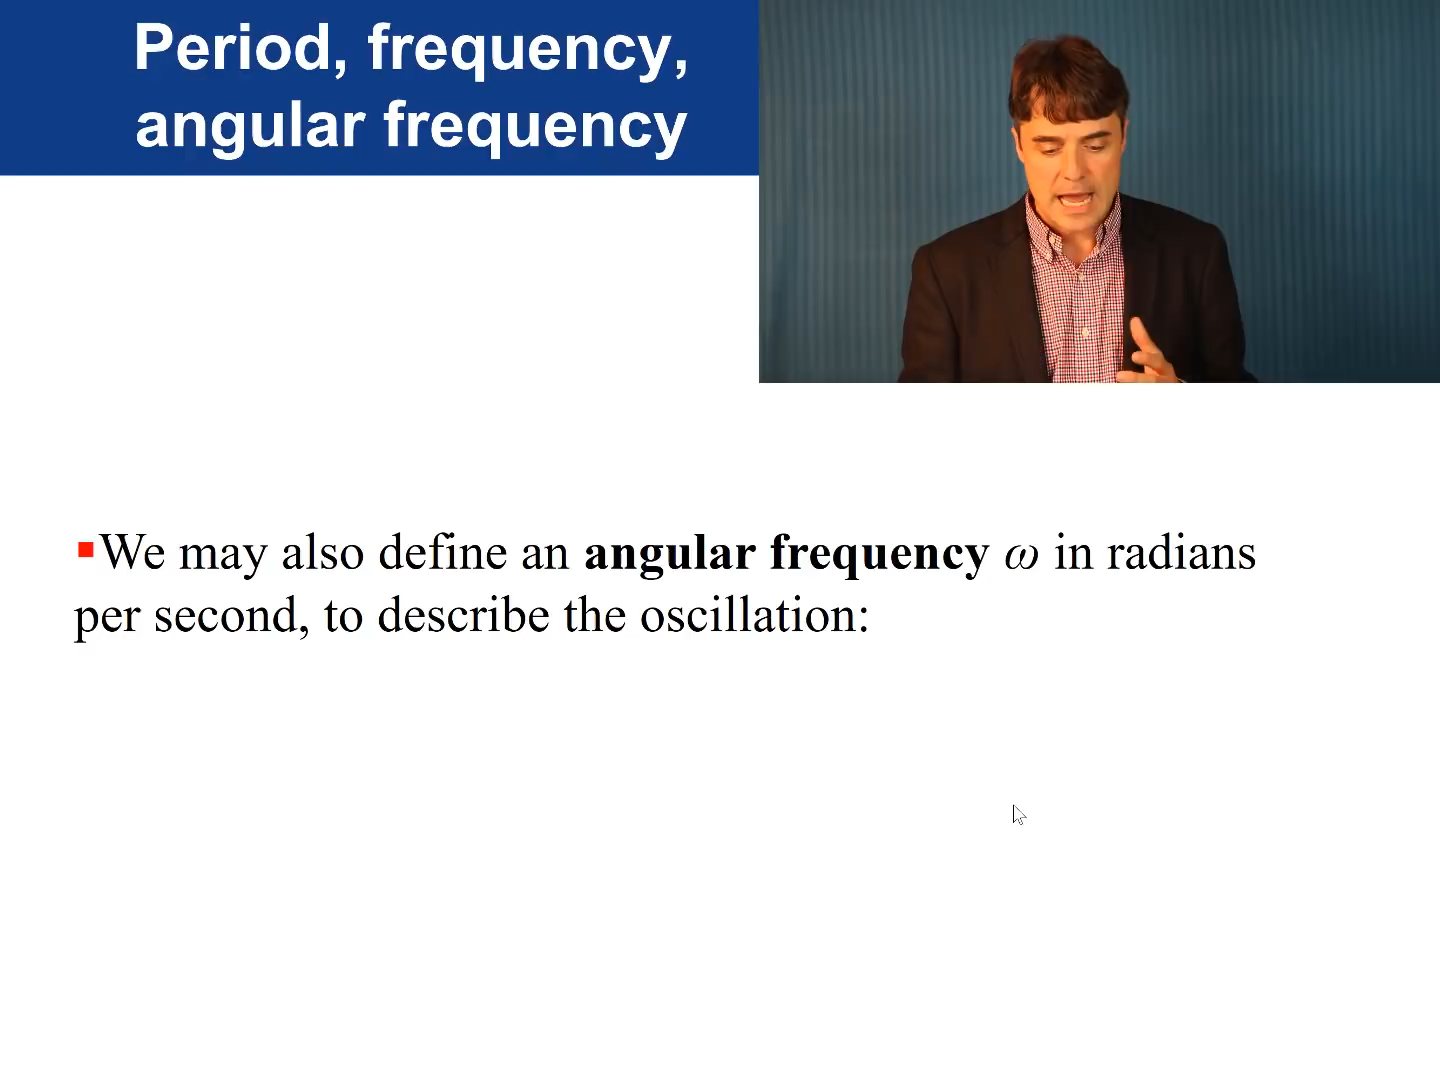 Period, frequency,
angular frequency
▪We may also define an angular frequency ω in radians
per second, to describe the oscillation: